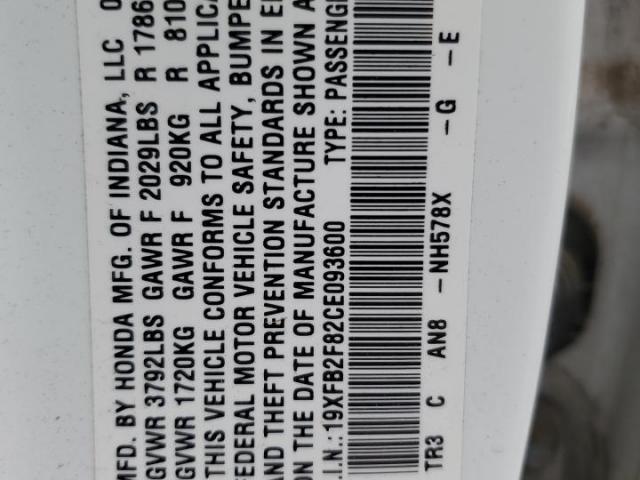 MFD. BY HONDA MFG. OF INDIANA, LLC
GVWR 3792LBS GAWR F 2029LBS R 1786
GVWR 1720KG GAWR F 920KG R 810
THIS VEHICLE CONFORMS TO ALL APPLICA
FEDERAL MOTOR VEHICLE SAFETY, BUMPE
AND THEFT PREVENTION STANDARDS IN E
ON THE DATE OF MANUFACTURE SHOWN A
.I.N.: 19XFB2F82CE093600 TYPE: PASSENG
TR3 C AN8 -NH578X -G -E